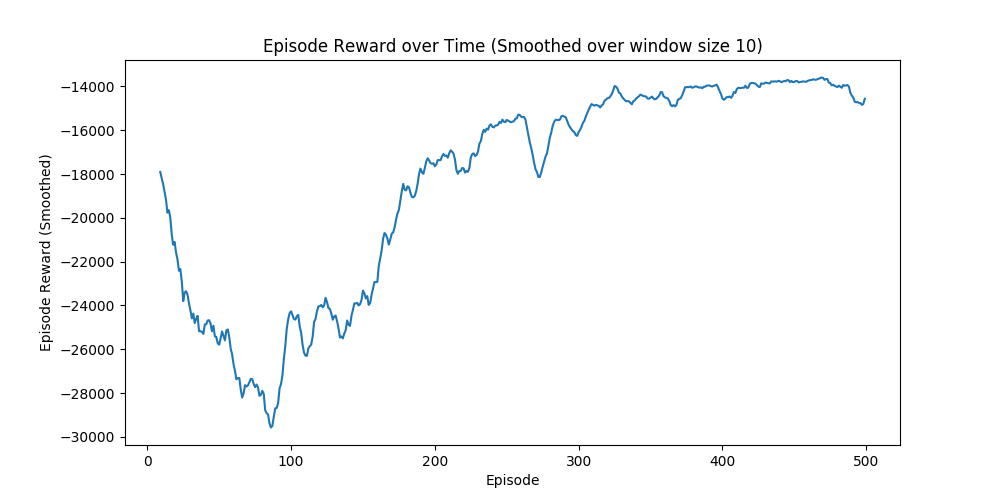 Episode Reward over Time (Smoothed over window size 10)
Episode Reward (Smoothed)
−14000
−16000
−18000
−20000
−22000
−24000
−26000
−28000
−30000
0 100 200 300 400 500
Episode